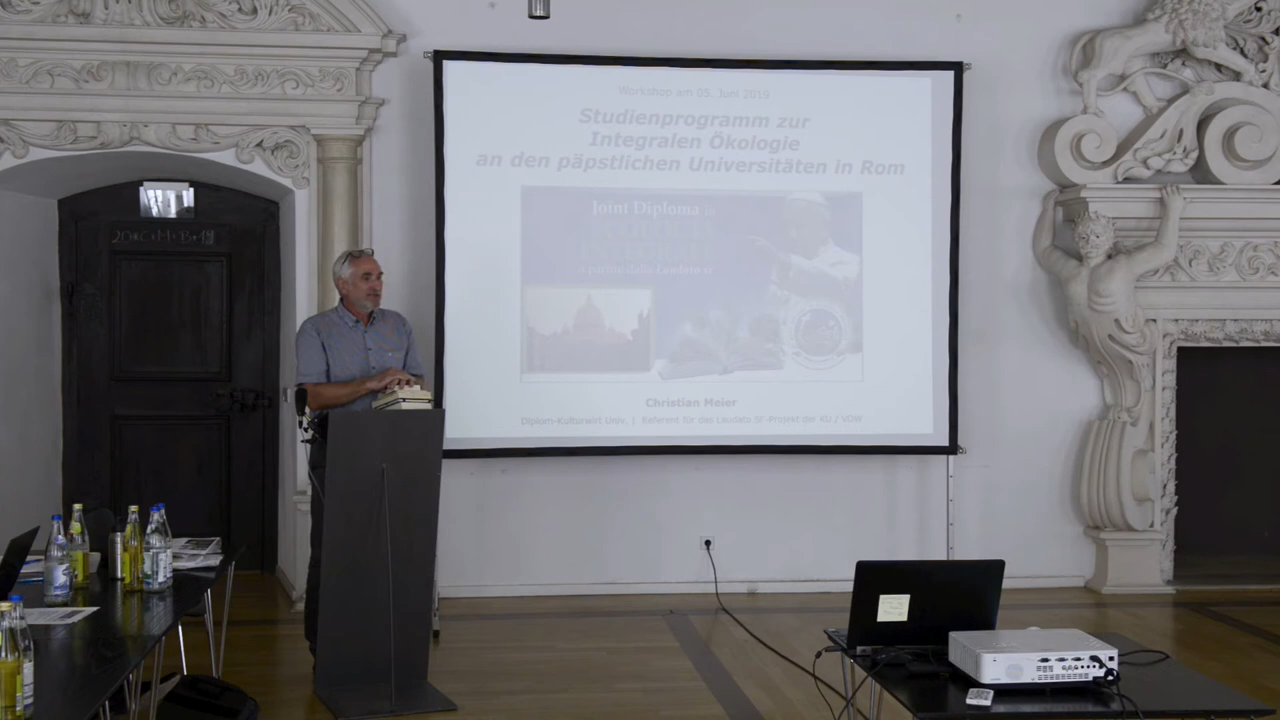 Workshop am 05. Juni 2019
Studienprogramm zur
Integralen Ökologie
an den päpstlichen Universitäten in Rom
Joint Diploma in
Christian Meier
Diplom-Kulturwirt Univ. | Referent für das Laudato si'-Projekt der KU / VDW
20*C+M+B+19